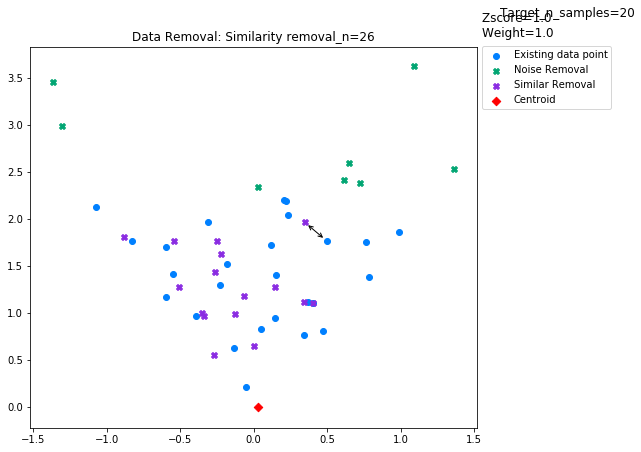 Target_n_samples=20
Zscore=1.0
Weight=1.0
Data Removal: Similarity removal_n=26
Existing data point
Noise Removal
Similar Removal
Centroid
3.5
3.0
2.5
2.0
1.5
1.0
0.5
0.0
−1.5 −1.0 −0.5 0.0 0.5 1.0 1.5